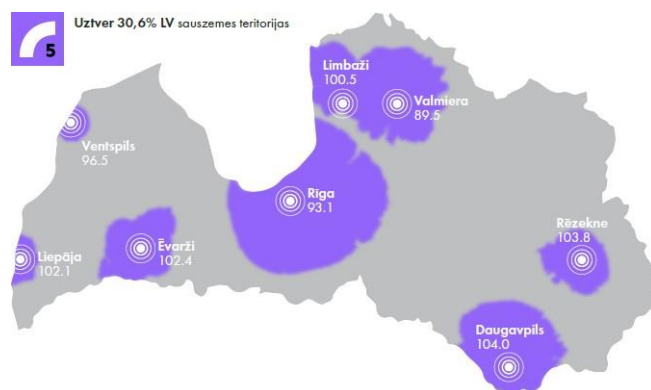 5
Uztver 30,6% LV sauszemes teritorijas
Limbaži
100.5
Valmiera
89.5
Ventspils
96.5
Rīga
93.1
Rēzekne
103.8
Liepāja
102.1
Ēvarži
102.4
Daugavpils
104.0